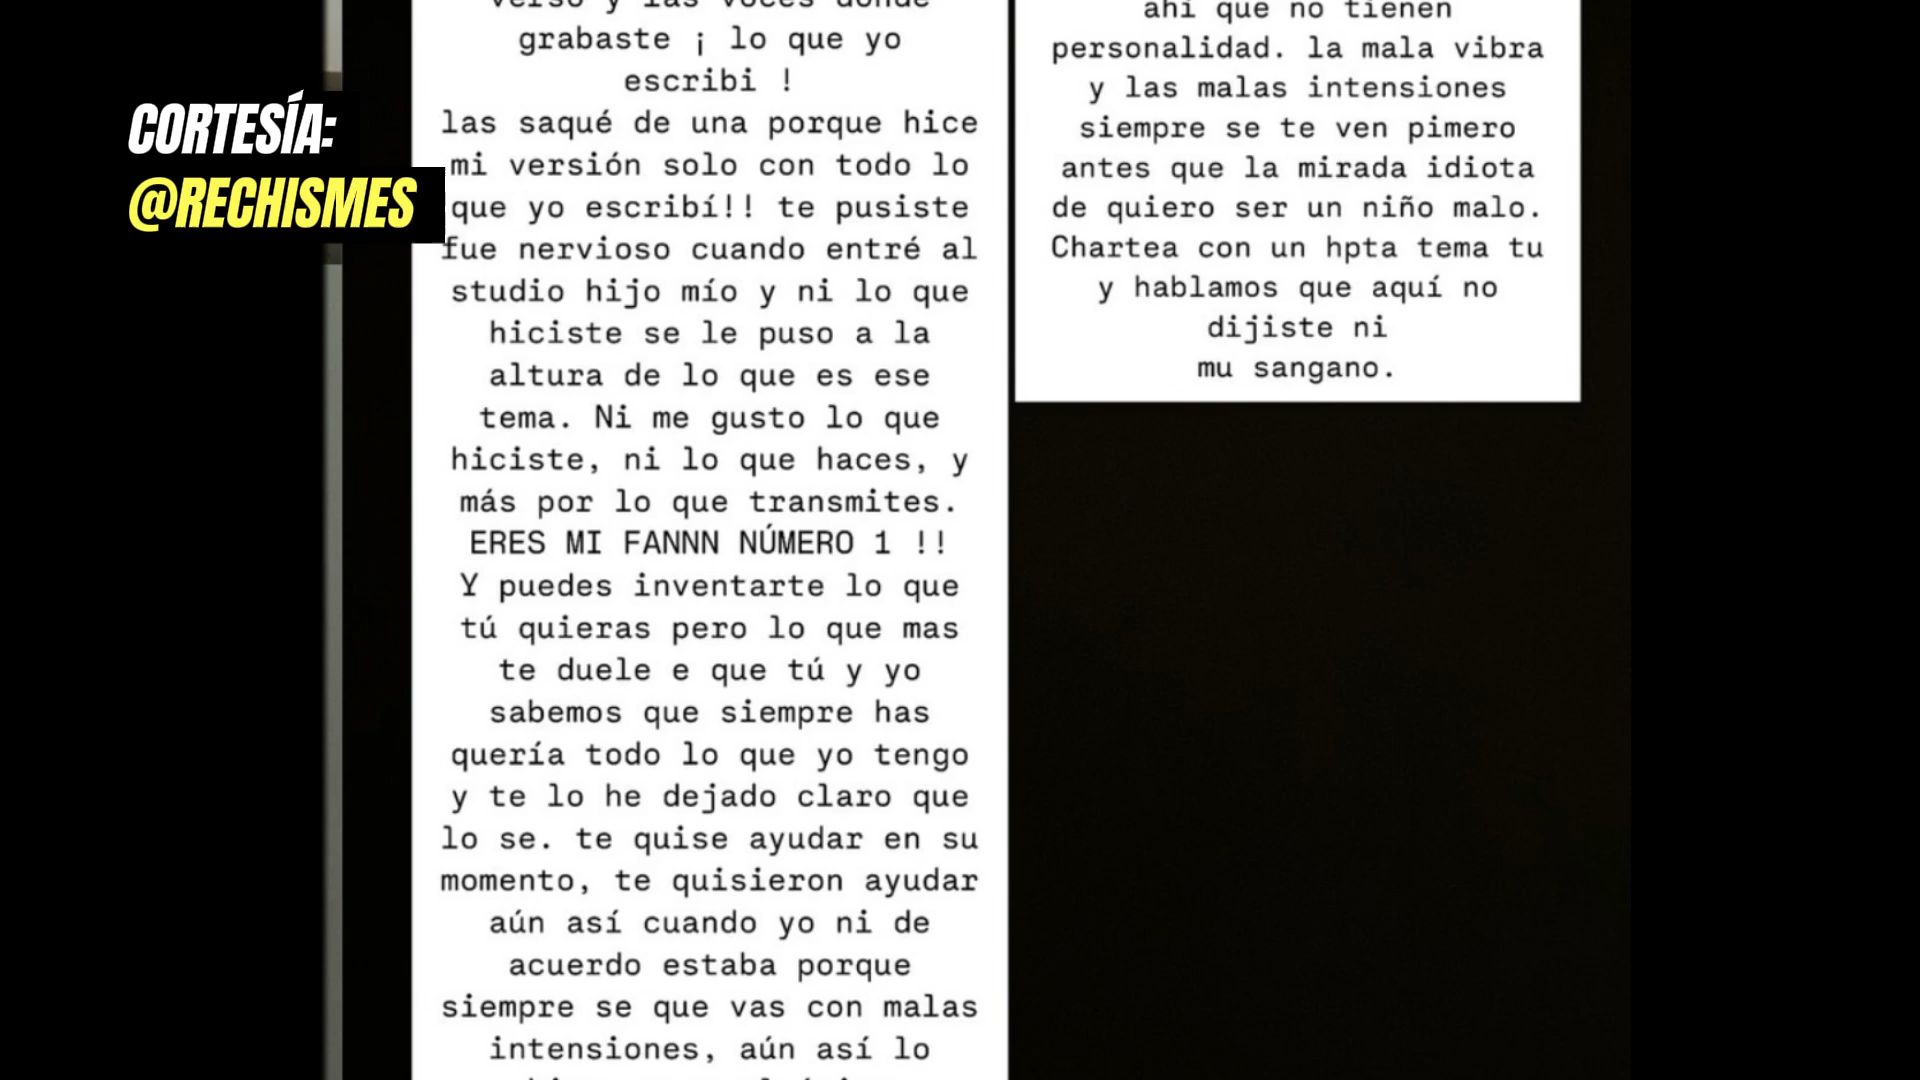 CORTESÍA:
@RECHISMES
verso y las voces donde
grabaste ¡ lo que yo
escribi !
las saqué de una porque hice
mi versión solo con todo lo
que yo escribí!! te pusiste
fue nervioso cuando entré al
studio hijo mío y ni lo que
hiciste se le puso a la
altura de lo que es ese
tema. Ni me gusto lo que
hiciste, ni lo que haces, y
más por lo que transmites.
ERES MI FANNN NÚMERO 1 !!
Y puedes inventarte lo que
tú quieras pero lo que mas
te duele e que tú y yo
sabemos que siempre has
quería todo lo que yo tengo
y te lo he dejado claro que
lo se. te quise ayudar en su
momento, te quisieron ayudar
aún así cuando yo ni de
acuerdo estaba porque
siempre se que vas con malas
intensiones, aún así lo
ahi que no tienen
personalidad. la mala vibra
y las malas intensiones
siempre se te ven pimero
antes que la mirada idiota
de quiero ser un niño malo.
Chartea con un hpta tema tu
y hablamos que aquí no
dijiste ni
mu sangano.